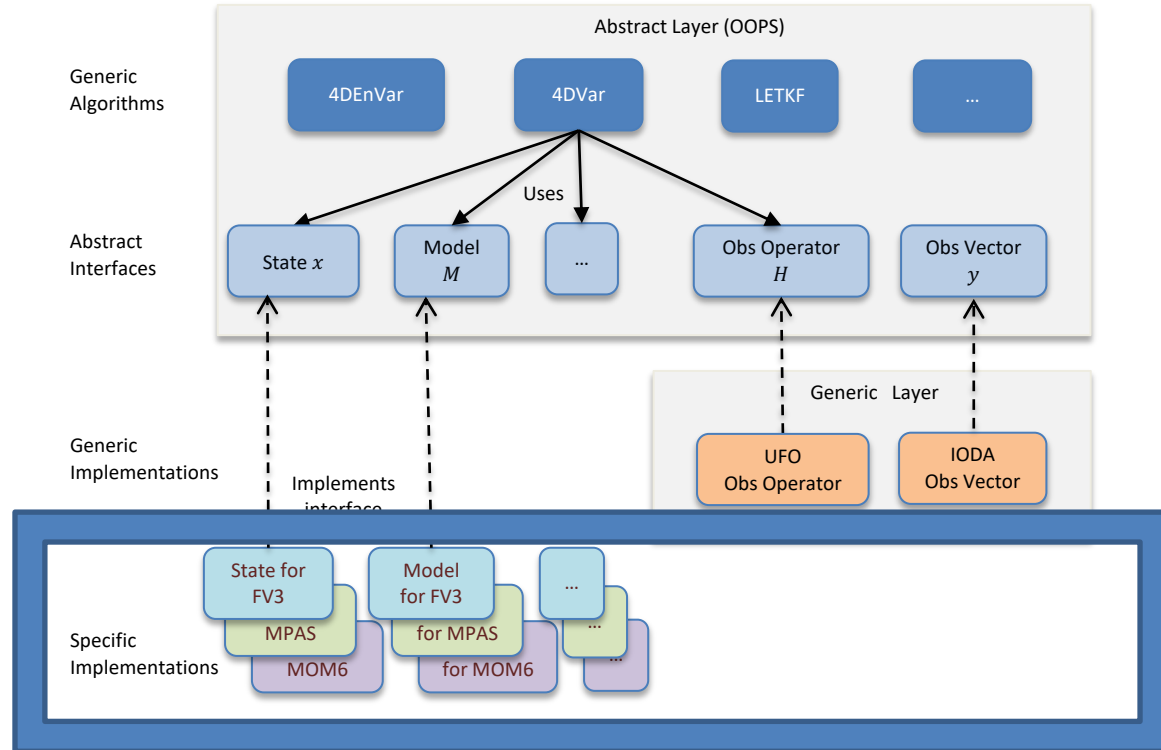 Abstract Layer (OOPS)
Generic
Algorithms
4DEnVar
4DVar
LETKF
...
Uses
Abstract
Interfaces
State x
Model
M
...
Obs Operator
H
Obs Vector
y
Generic Layer
Generic
Implementations
UFO
Obs Operator
IODA
Obs Vector
Implements
interface
State for
FV3
Model
for FV3
...
MPAS
for MPAS
...
Specific
Implementations
MOM6
for MOM6
...